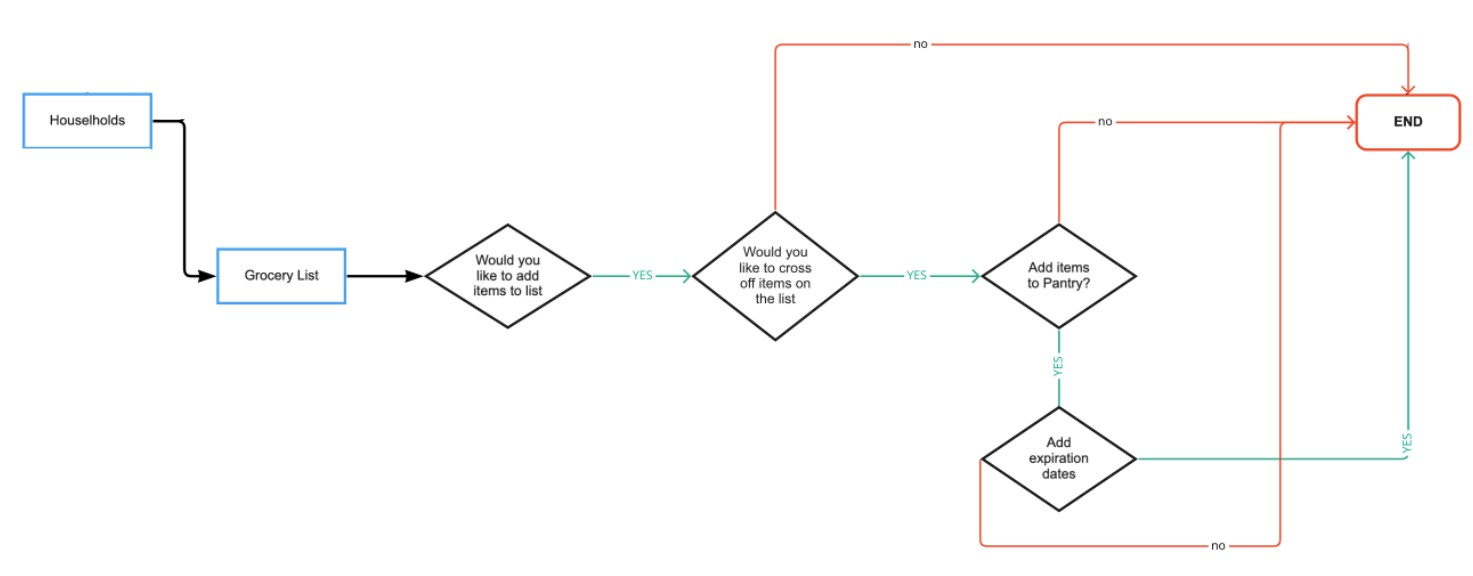 no
Houselholds
no
END
Grocery List
Would you
like to add
items to list
YES
Would you
like to cross
off items on
the list
YES
Add items
to Pantry?
YES
Add
expiration
dates
YES
no